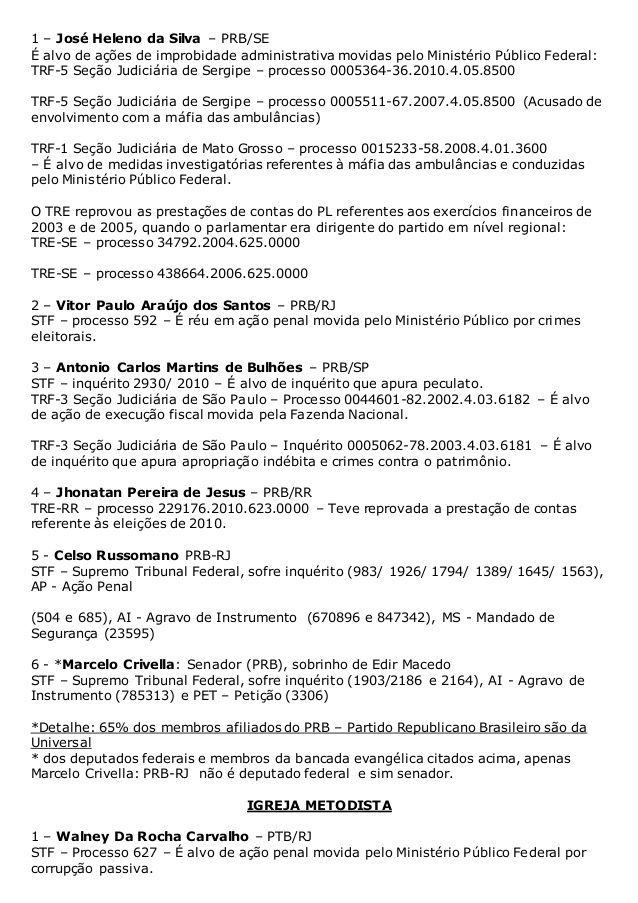 1 – José Heleno da Silva – PRB/SE
É alvo de ações de improbidade administrativa movidas pelo Ministério Público Federal:
TRF-5 Seção Judiciária de Sergipe – processo 0005364-36.2010.4.05.8500
TRF-5 Seção Judiciária de Sergipe – processo 0005511-67.2007.4.05.8500 (Acusado de
envolvimento com a máfia das ambulâncias)
TRF-1 Seção Judiciária de Mato Grosso – processo 0015233-58.2008.4.01.3600
– É alvo de medidas investigatórias referentes à máfia das ambulâncias e conduzidas
pelo Ministério Público Federal.
O TRE reprovou as prestações de contas do PL referentes aos exercícios financeiros de
2003 e de 2005, quando o parlamentar era dirigente do partido em nível regional:
TRE-SE – processo 34792.2004.625.0000
TRE-SE – processo 438664.2006.625.0000
2 – Vitor Paulo Araújo dos Santos – PRB/RJ
STF – processo 592 – É réu em ação penal movida pelo Ministério Público por crimes
eleitorais.
3 – Antonio Carlos Martins de Bulhões – PRB/SP
STF – inquérito 2930/ 2010 – É alvo de inquérito que apura peculato.
TRF-3 Seção Judiciária de São Paulo – Processo 0044601-82.2002.4.03.6182 – É alvo
de ação de execução fiscal movida pela Fazenda Nacional.
TRF-3 Seção Judiciária de São Paulo – Inquérito 0005062-78.2003.4.03.6181 – É alvo
de inquérito que apura apropriação indébita e crimes contra o patrimônio.
4 – Jhonatan Pereira de Jesus – PRB/RR
TRE-RR – processo 229176.2010.623.0000 – Teve reprovada a prestação de contas
referente às eleições de 2010.
5 - Celso Russomano PRB-RJ
STF – Supremo Tribunal Federal, sofre inquérito (983/ 1926/ 1794/ 1389/ 1645/ 1563),
AP - Ação Penal
(504 e 685), AI - Agravo de Instrumento (670896 e 847342), MS - Mandado de
Segurança (23595)
6 - *Marcelo Crivella: Senador (PRB), sobrinho de Edir Macedo
STF – Supremo Tribunal Federal, sofre inquérito (1903/2186 e 2164), AI - Agravo de
Instrumento (785313) e PET – Petição (3306)
*Detalhe: 65% dos membros afiliados do PRB – Partido Republicano Brasileiro são da
Universal
* dos deputados federais e membros da bancada evangélica citados acima, apenas
Marcelo Crivella: PRB-RJ não é deputado federal e sim senador.
IGREJA METODISTA
1 – Walney Da Rocha Carvalho – PTB/RJ
STF – Processo 627 – É alvo de ação penal movida pelo Ministério Público Federal por
corrupção passiva.